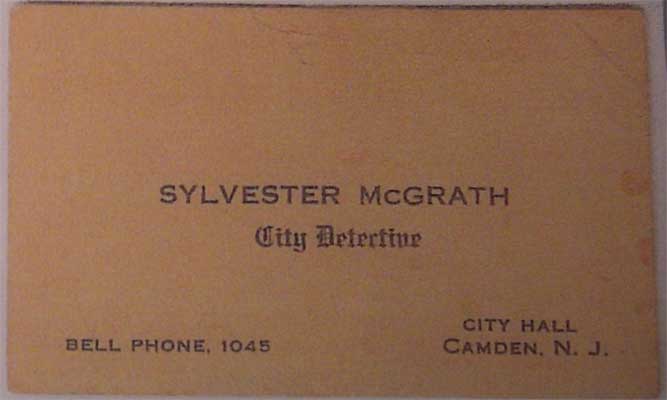 SYLVESTER McGRATH
City Detective
BELL PHONE, 1045
CITY HALL
CAMDEN, N. J.